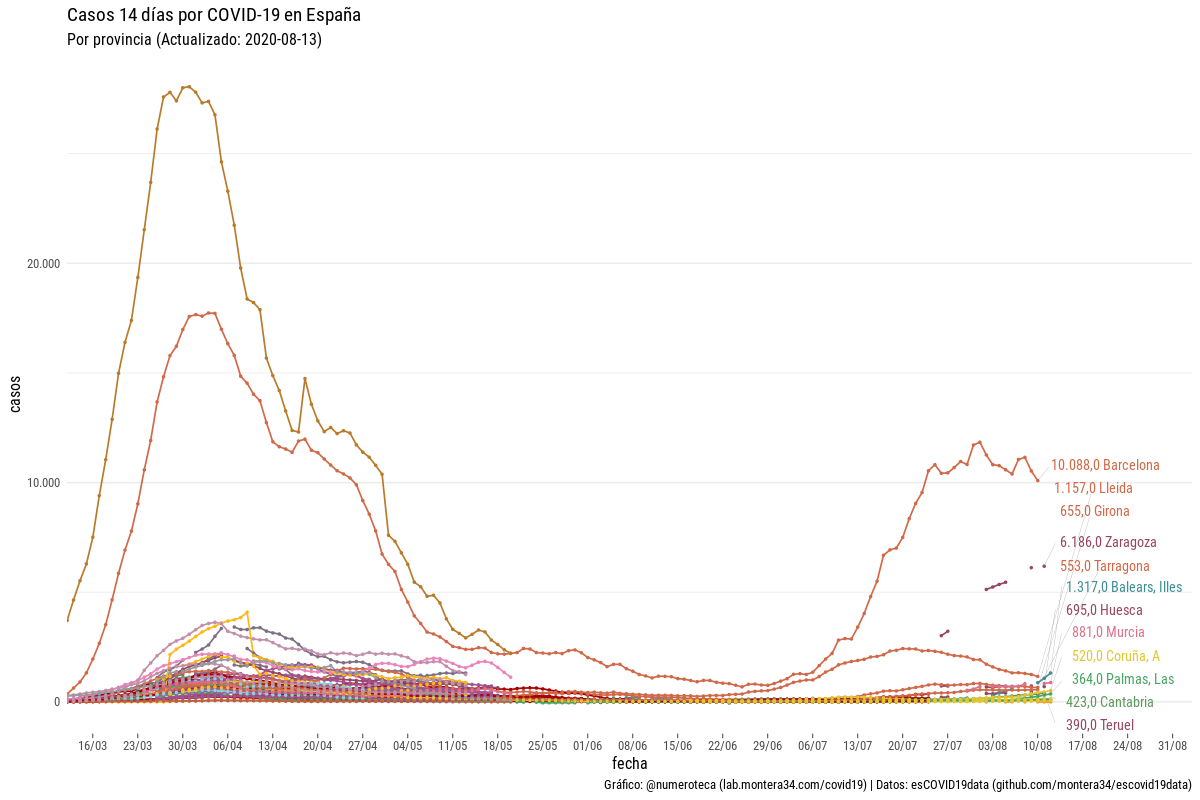 Casos 14 días por COVID-19 en España
Por provincia (Actualizado: 2020-08-13)
casos
20.000
10.000
0
10.088,0 Barcelona
1.157,0 Lleida
655,0 Girona
6.186,0 Zaragoza
553,0 Tarragona
1.317,0 Balears, Illes
695,0 Huesca
881,0 Murcia
520,0 Coruña, A
364,0 Palmas, Las
423,0 Cantabria
390,0 Teruel
16/03 23/03 30/03 06/04 13/04 20/04 27/04 04/05 11/05 18/05 25/05 01/06 08/06 15/06 22/06 29/06 06/07 13/07 20/07 27/07 03/08 10/08 17/08 24/08 31/08
fecha
Gráfico: @numeroteca (lab.montera34.com/covid19) | Datos: esCOVID19data (github.com/montera34/escovid19data)